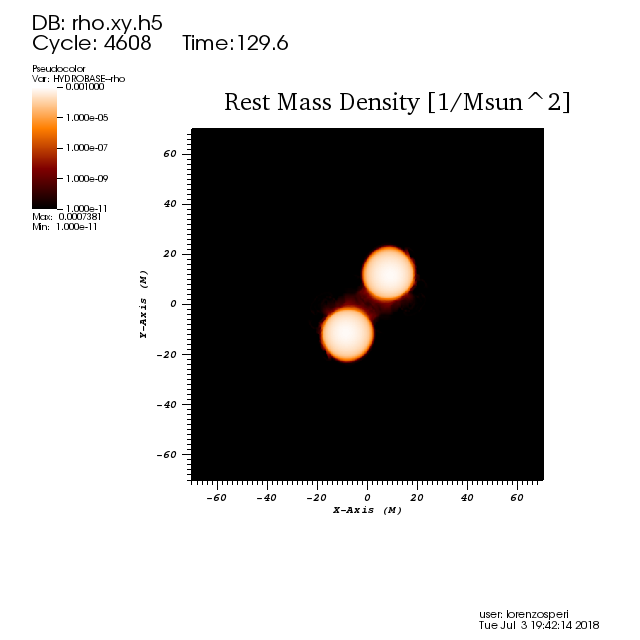 DB: rho.xy.h5
Cycle: 4608 Time:129.6
Pseudocolor
Var: HYDROBASE--rho
0.001000
1.000e-05
1.000e-07
1.000e-09
1.000e-11
Max: 0.0007381
Min: 1.000e-11
Rest Mass Density [1/Msun^2]
60
40
20
0
-20
-40
-60
Y-Axis (M)
-60 -40 -20 0 20 40 60
X-Axis (M)
user: lorenzosperi
Tue Jul 3 19:42:14 2018